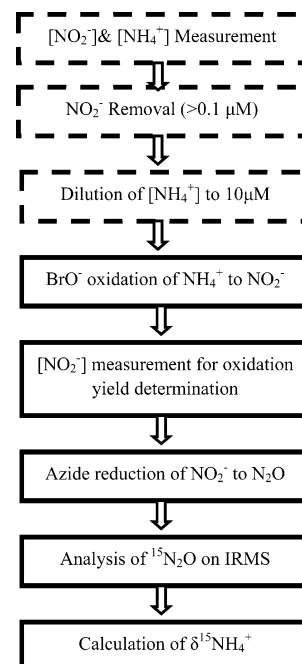 [NO₂⁻]& [NH₄⁺] Measurement
NO₂⁻ Removal (>0.1 μM)
Dilution of [NH₄⁺] to 10μM
BrO⁻ oxidation of NH₄⁺ to NO₂⁻
[NO₂⁻] measurement for oxidation
yield determination
Azide reduction of NO₂⁻ to N₂O
Analysis of ¹⁵N₂O on IRMS
Calculation of δ¹⁵NH₄⁺